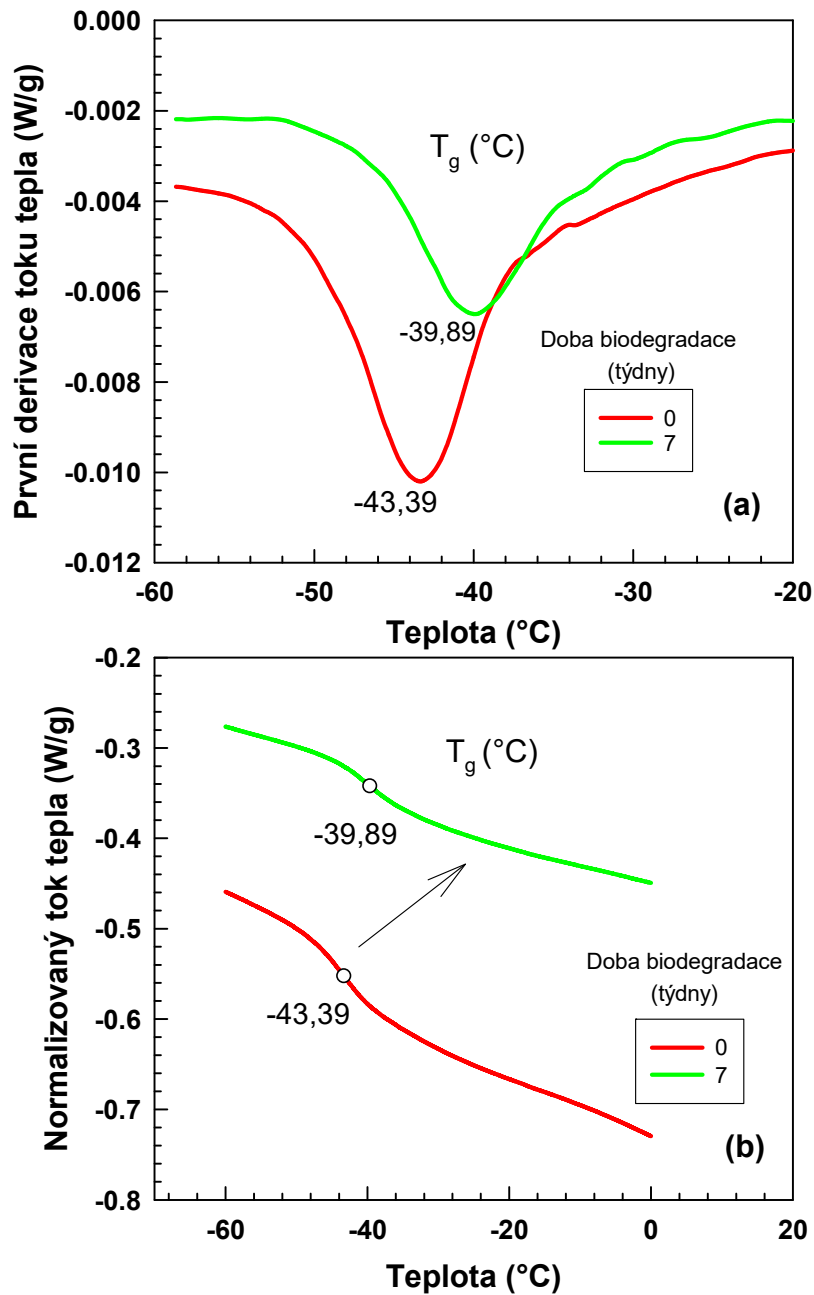 0.000
-0.002
-0.004
-0.006
-0.008
-0.010
-0.012
První derivace toku tepla (W/g)
Tg (°C)
-39,89
-43,39
Doba biodegradace
(týdny)
0
7
(a)
-60
-50
-40
-30
-20
Teplota (°C)
-0.2
-0.3
-0.4
-0.5
-0.6
-0.7
-0.8
Normalizovaný tok tepla (W/g)
Tg (°C)
-39,89
-43,39
Doba biodegradace
(týdny)
0
7
(b)
-60
-40
-20
0
20
Teplota (°C)